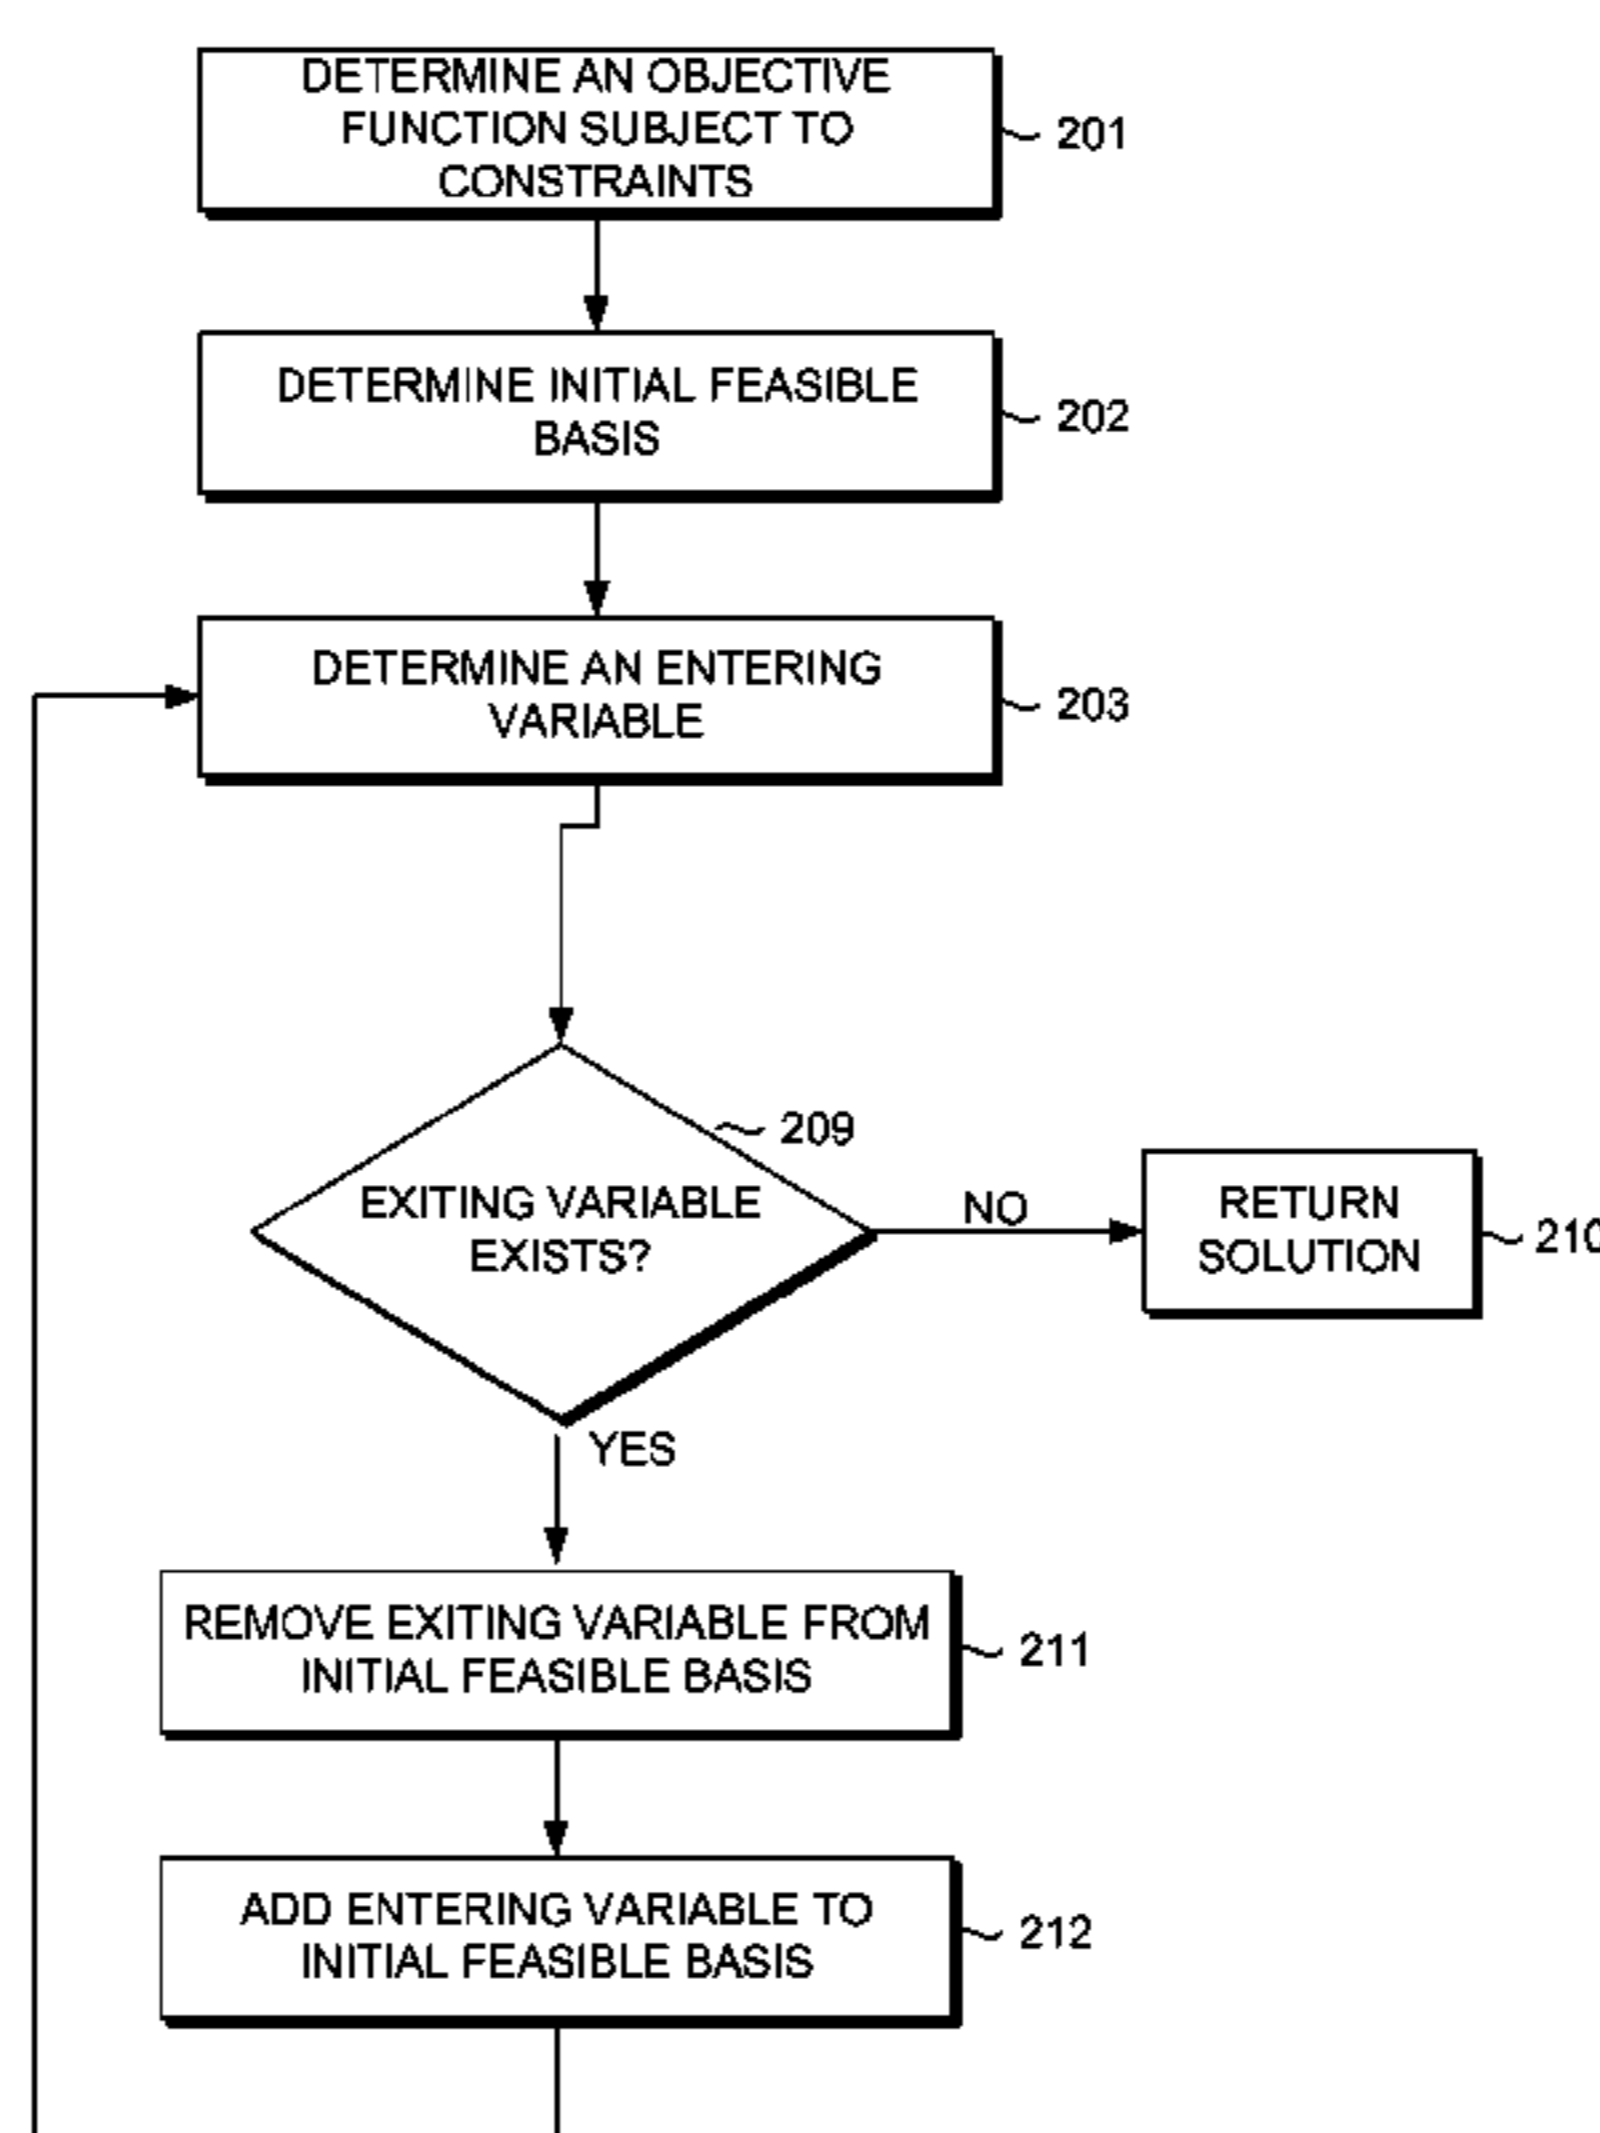 DETERMINE AN OBJECTIVE
FUNCTION SUBJECT TO
CONSTRAINTS
201
DETERMINE INITIAL FEASIBLE
BASIS
202
DETERMINE AN ENTERING
VARIABLE
203
209
EXITING VARIABLE
EXISTS?
NO
RETURN
SOLUTION
210
YES
REMOVE EXITING VARIABLE FROM
INITIAL FEASIBLE BASIS
211
ADD ENTERING VARIABLE TO
INITIAL FEASIBLE BASIS
212